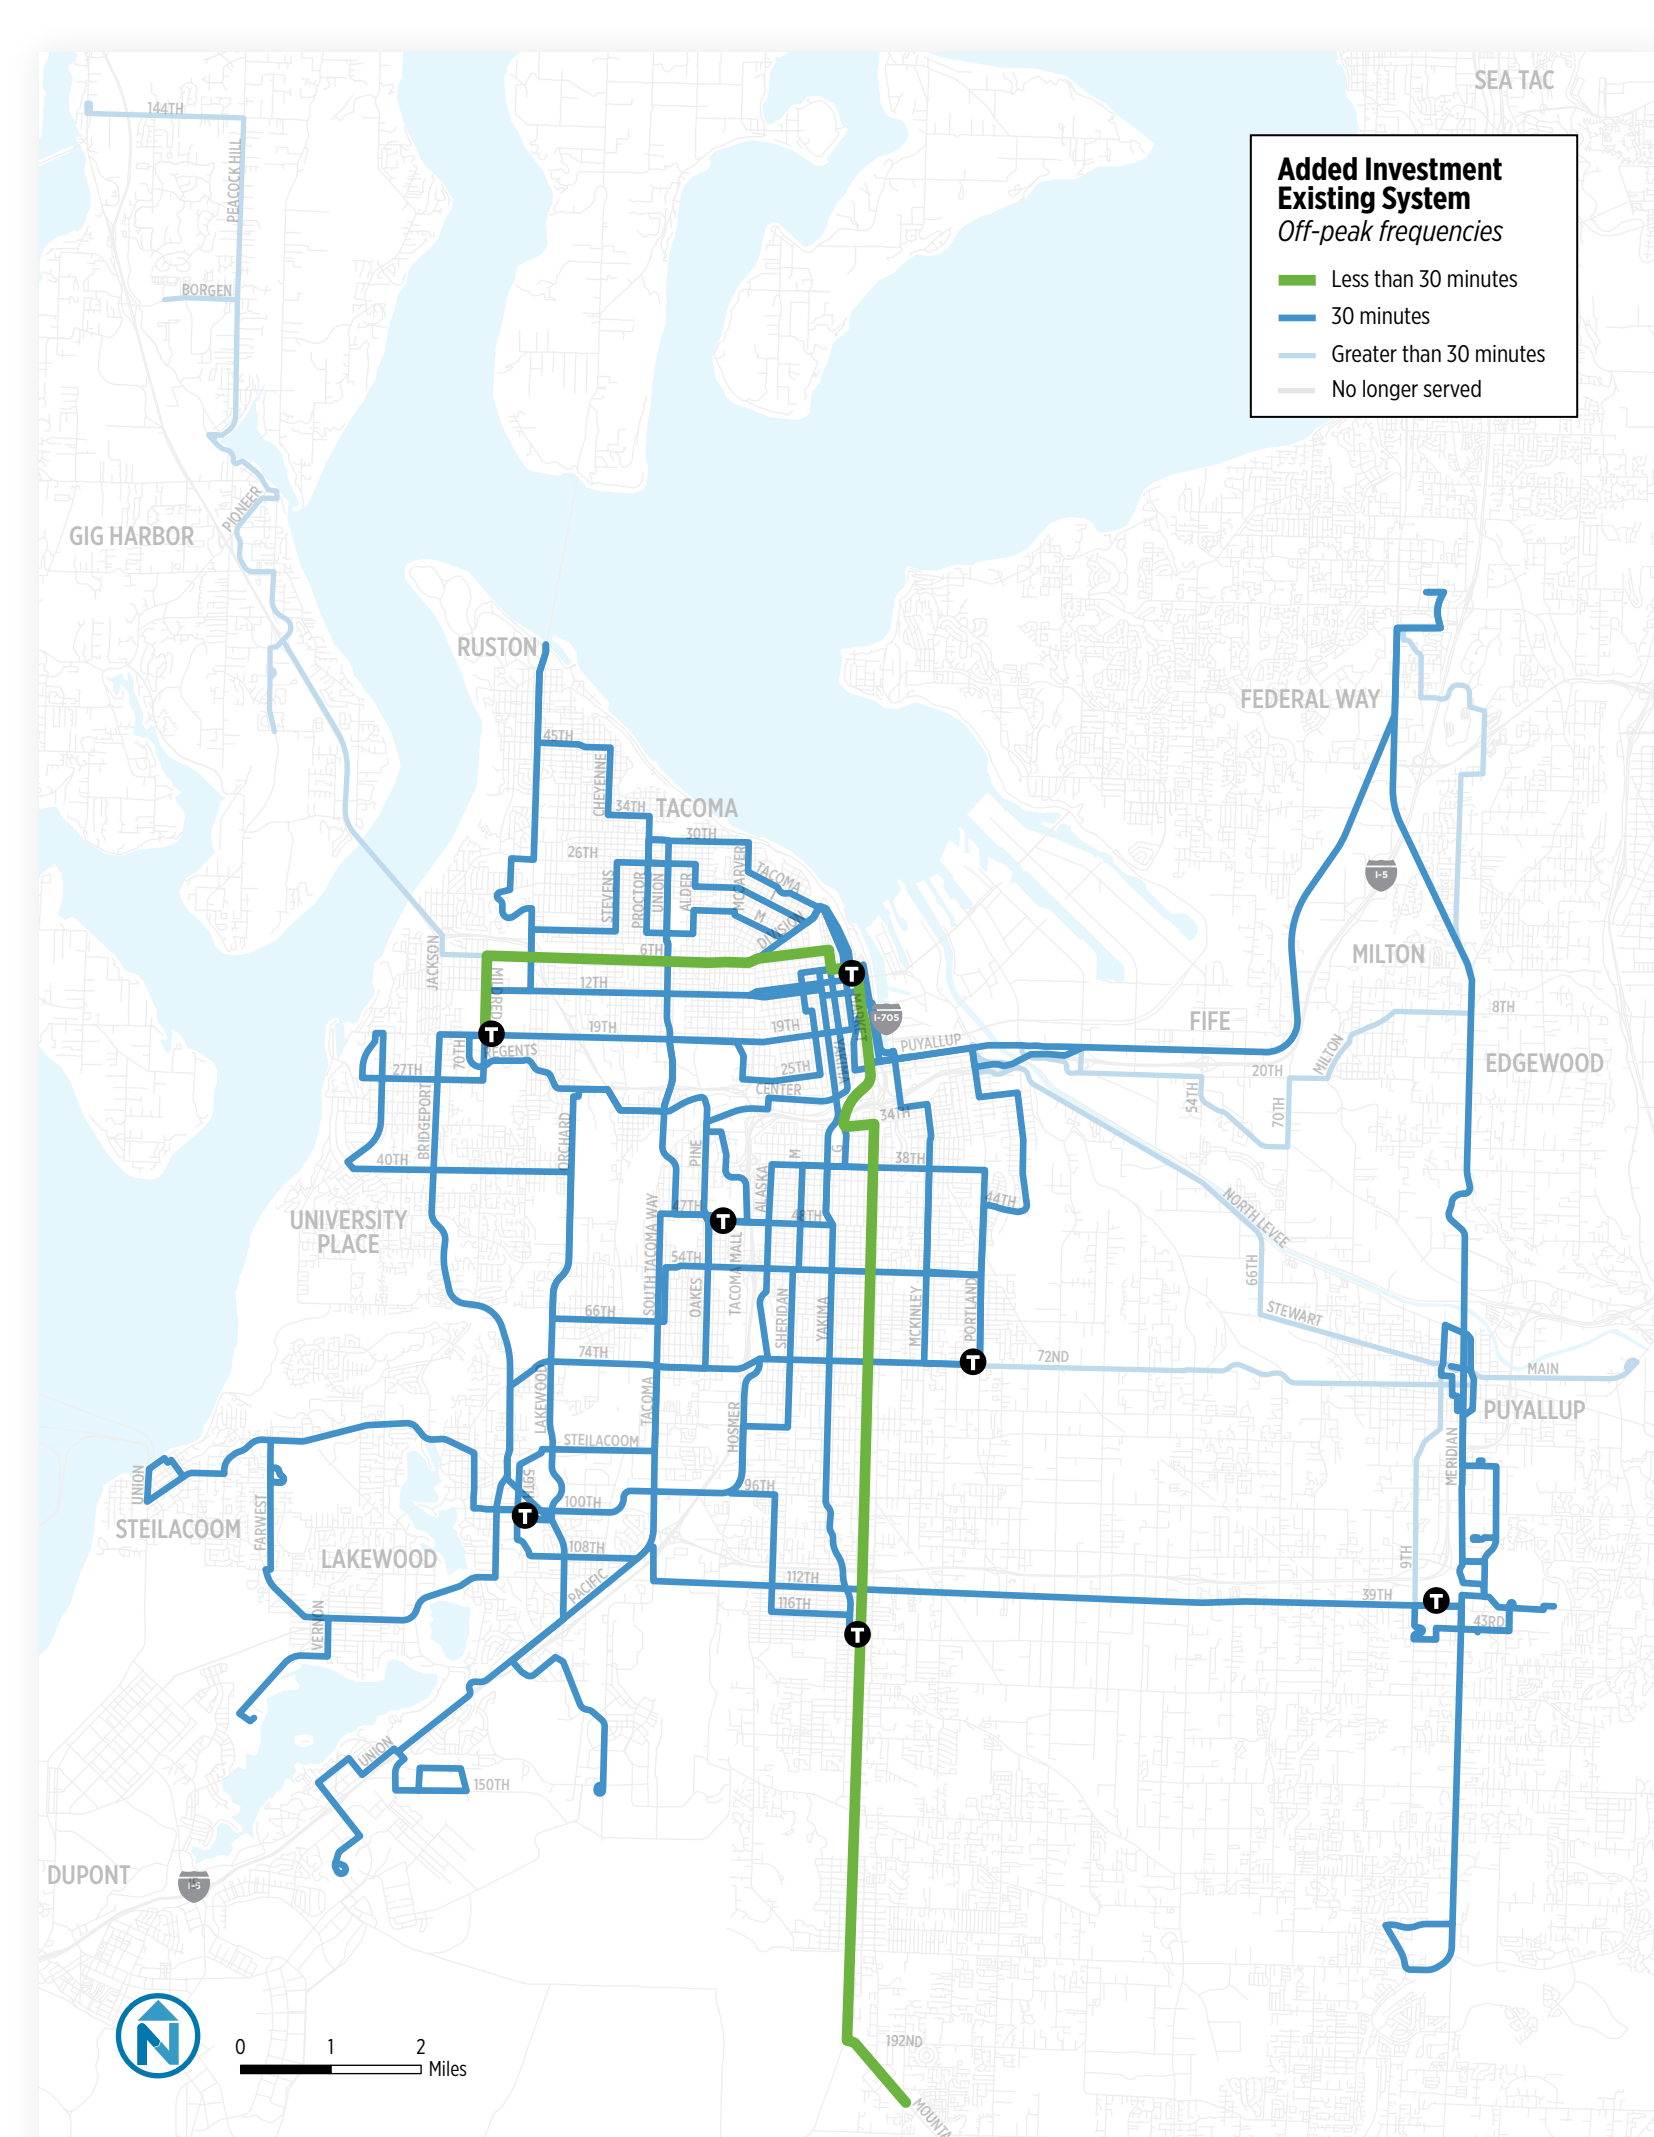 SEA TAC
Added Investment
Existing System
Off-peak frequencies
Less than 30 minutes
30 minutes
Greater than 30 minutes
No longer served
144TH
PEACOCK HILL
BORGEN
PIONEER
GIG HARBOR
RUSTON
FEDERAL WAY
45TH
CHEYENNE
34TH
TACOMA
30TH
26TH
STEVENS
PROCTOR
UNION
ALDER
MCCARVER
TACOMA
I
M
DIVISION
I-5
JACKSON
6TH
MILTON
MILDRED
12TH
MARKET
I-705
8TH
19TH
19TH
FIFE
PUYALLUP
REGENTS
70TH
27TH
25TH
YAKIMA
CENTER
20TH
MILTON
EDGEWOOD
BRIDGEPORT
54TH
70TH
34TH
ORCHARD
40TH
PINE
M
G
38TH
ALASKA
44TH
47TH
48TH
UNIVERSITY
PLACE
SOUTH TACOMA WAY
TACOMA MALL
NORTH LEVEE
54TH
66TH
OAKES
66TH
SHERIDAN
YAKIMA
MCKINLEY
PORTLAND
STEWART
74TH
72ND
MAIN
LAKEWOOD
TACOMA
HOSMER
PUYALLUP
STEILACOOM
MERIDIAN
UNION
59TH
96TH
100TH
FARWEST
STEILACOOM
LAKEWOOD
108TH
9TH
PACIFIC
112TH
116TH
39TH
43RD
VERNON
UNION
150TH
DUPONT
I-5
N
0 1 2
Miles
192ND
T
T
T
T
T
T
T